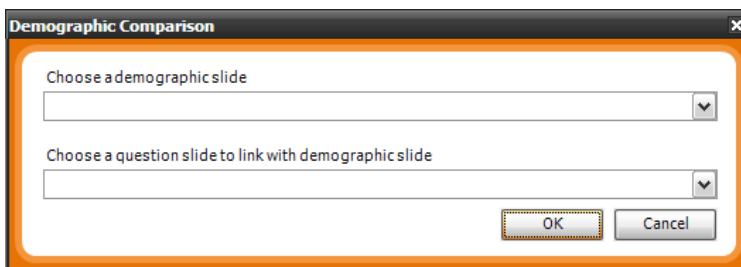 Demographic Comparison
Choose a demographic slide
Choose a question slide to link with demographic slide
OK Cancel